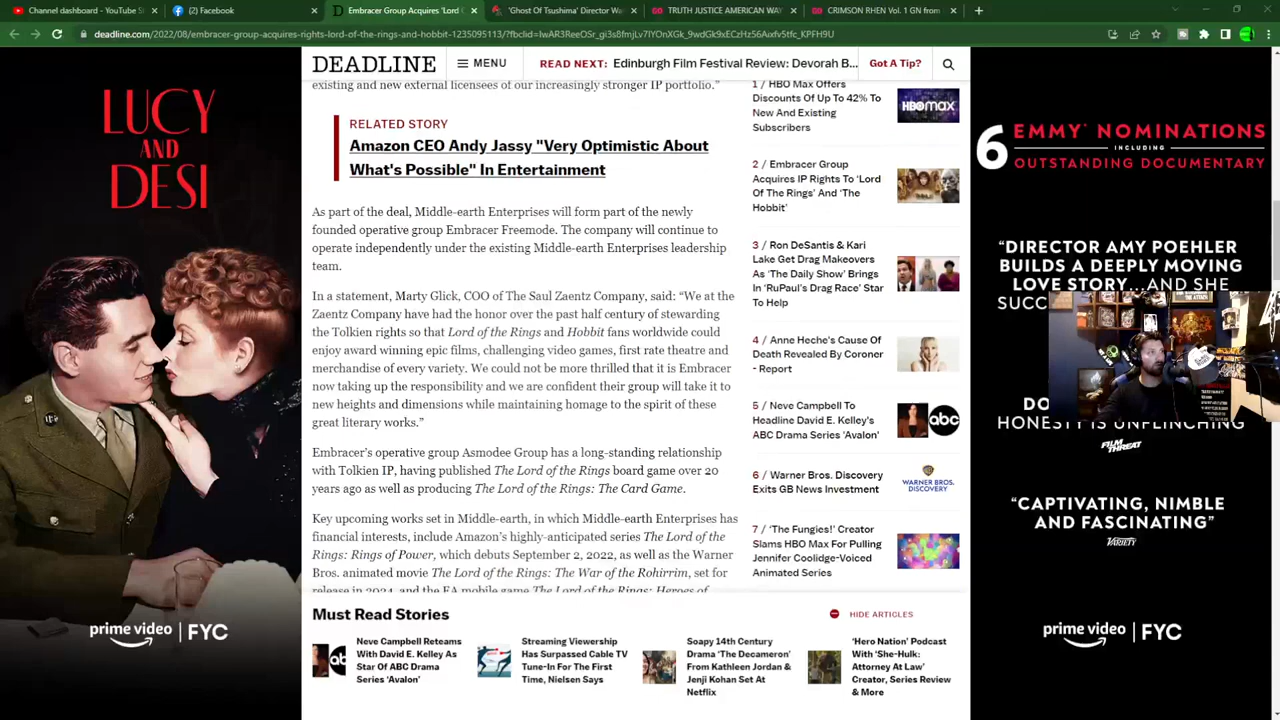 Channel dashboard - YouTube S
(2) Facebook
Embracer Group Acquires 'Lord
'Ghost Of Tsushima' Director Wa
TRUTH JUSTICE AMERICAN WAY
CRIMSON RHEN Vol. 1 GN from
DEADLINE
MENU
READ NEXT: Edinburgh Film Festival Review: Devorah B...
Got A Tip?
existing and new external licensees of our increasingly stronger IP portfolio.”
RELATED STORY
Amazon CEO Andy Jassy "Very Optimistic About
What's Possible" In Entertainment
As part of the deal, Middle-earth Enterprises will form part of the newly
founded operative group Embracer Freemode. The company will continue to
operate independently under the existing Middle-earth Enterprises leadership
team.
In a statement, Marty Glick, COO of The Saul Zaentz Company, said: “We at the
Zaentz Company have had the honor over the past half century of stewarding
the Tolkien rights so that Lord of the Rings and Hobbit fans worldwide could
enjoy award winning epic films, challenging video games, first rate theatre and
merchandise of every variety. We could not be more thrilled that it is Embracer
now taking up the responsibility and we are confident their group will take it to
new heights and dimensions while maintaining homage to the spirit of these
great literary works.”
Embracer's operative group Asmodee Group has a long-standing relationship
with Tolkien IP, having published The Lord of the Rings board game over 20
years ago as well as producing The Lord of the Rings: The Card Game.
Key upcoming works set in Middle-earth, in which Middle-earth Enterprises has
financial interests, include Amazon's highly-anticipated series The Lord of the
Rings: Rings of Power, which debuts September 2, 2022, as well as the Warner
Bros. animated movie The Lord of the Rings: The War of the Rohirrim, set for
release in 2024, and the EA mobile game The Lord of the Rings: Heroes of
1 / HBO Max Offers
Discounts Of Up To 42% To
New And Existing
Subscribers
HBOMAX
2 / Embracer Group
Acquires IP Rights To ‘Lord
Of The Rings’ And ‘The
Hobbit’
3 / Ron DeSantis & Kari
Lake Get Drag Makeovers
As ‘The Daily Show’ Brings
In ‘RuPaul's Drag Race’ Star
To Help
4 / Anne Heche's Cause Of
Death Revealed By Coroner
- Report
5 / Neve Campbell To
Headline David E. Kelley's
ABC Drama Series ‘Avalon’
abc
6 / Warner Bros. Discovery
Exits GB News Investment
WARNER BROS.
DISCOVERY
7 / ‘The Fungies!’ Creator
Slams HBO Max For Pulling
Jennifer Coolidge-Voiced
Animated Series
Must Read Stories
HIDE ARTICLES
Neve Campbell Reteams
With David E. Kelley As
Star Of ABC Drama
Series ‘Avalon’
Streaming Viewership
Has Surpassed Cable TV
Tune-In For The First
Time, Nielsen Says
Soapy 14th Century
Drama ‘The Decameron’
From Kathleen Jordan &
Jenji Kohan Set At
Netflix
‘Hero Nation’ Podcast
With ‘She-Hulk:
Attorney At Law’
Creator, Series Review
& More
LUCY
AND
DESI
prime video | FYC
6 EMMY® NOMINATIONS
INCLUDING
OUTSTANDING DOCUMENTARY
“DIRECTOR AMY POEHLER
BUILDS A DEEPLY MOVING
LOVE STORY...AND SHE
SUCC
DO
HONESTY IS UNFLINCHING
FILM THREAT
“CAPTIVATING, NIMBLE
AND FASCINATING”
VARIETY
prime video | FYC